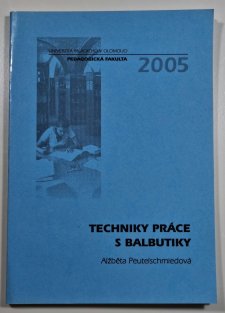 UNIVERZITA PALACKÉHO V OLOMOUCI
PEDAGOGICKÁ FAKULTA
2005
TECHNIKY PRÁCE
S BALBUTIKY
Alžběta Peutelschmiedová